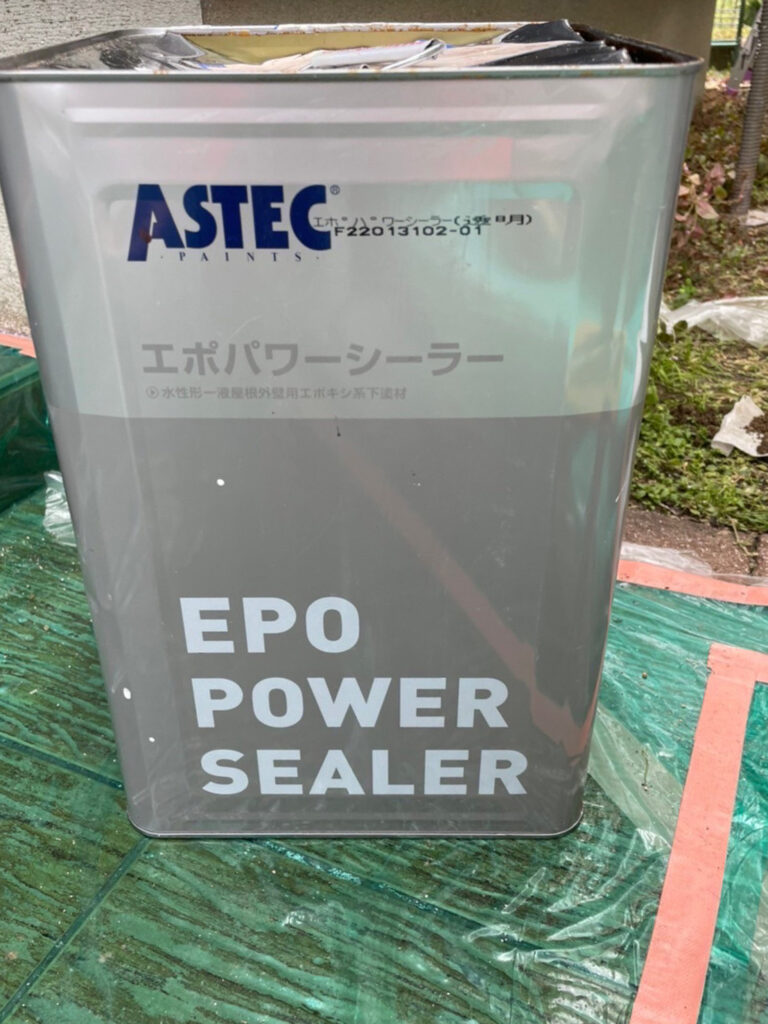 ASTEC®
・PAINTS・
エポパワーシーラー(透明)
F22013102-01
エポパワーシーラー
水性形一液屋根外壁用エポキシ系下塗材
EPO
POWER
SEALER